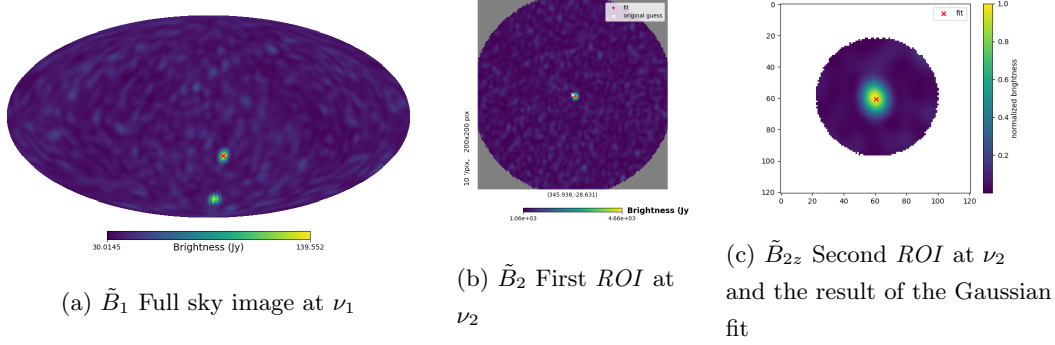 30.0145
Brightness (Jy)
139.552
(a) B̃₁ Full sky image at ν₁
fit
original guess
10 '/pix, 200x200 pix
(345.938,-28.631)
Brightness (Jy
1.06e+03
4.66e+03
(b) B̃₂ First ROI at
ν₂
fit
0
20
40
60
80
100
120
0
20
40
60
80
100
120
1.0
0.8
0.6
0.4
0.2
normalized brightness
(c) B̃₂z Second ROI at ν₂
and the result of the Gaussian
fit